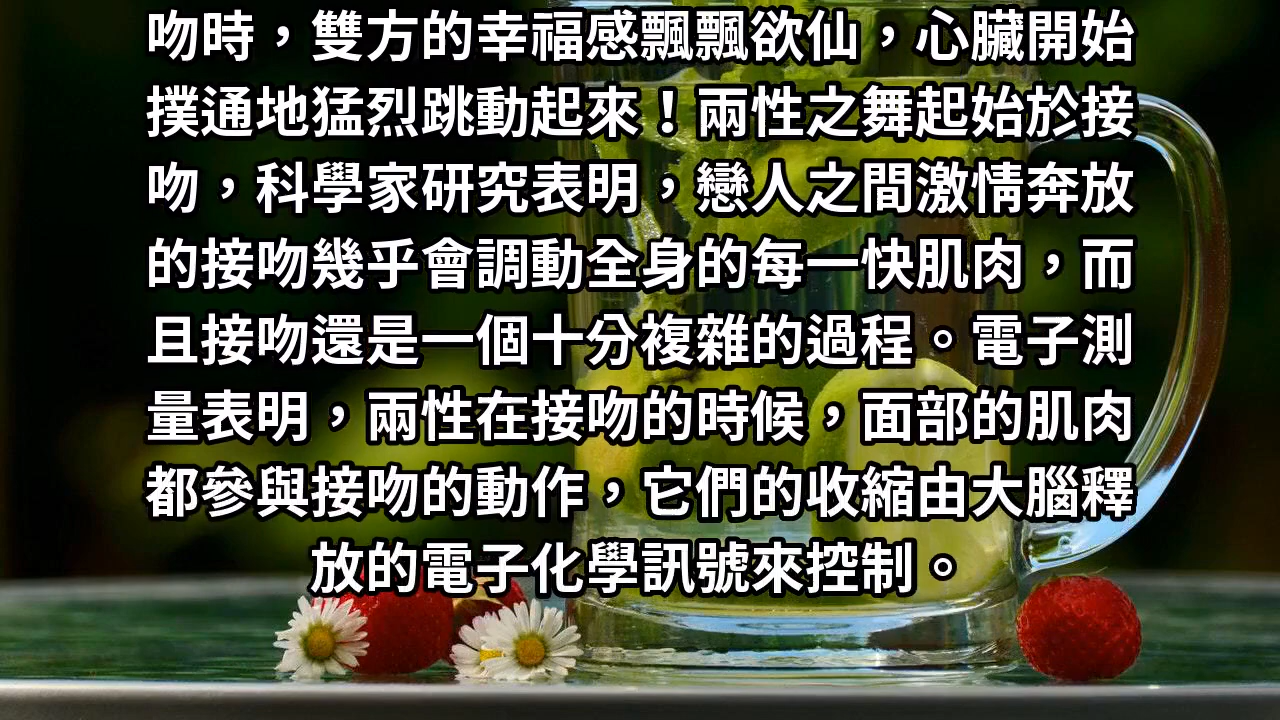 吻時，雙方的幸福感飄飄欲仙，心臟開始
撲通地猛烈跳動起來！兩性之舞起始於接
吻，科學家研究表明，戀人之間激情奔放
的接吻幾乎會調動全身的每一快肌肉，而
且接吻還是一個十分複雜的過程。電子測
量表明，兩性在接吻的時候，面部的肌肉
都參與接吻的動作，它們的收縮由大腦釋
放的電子化學訊號來控制。